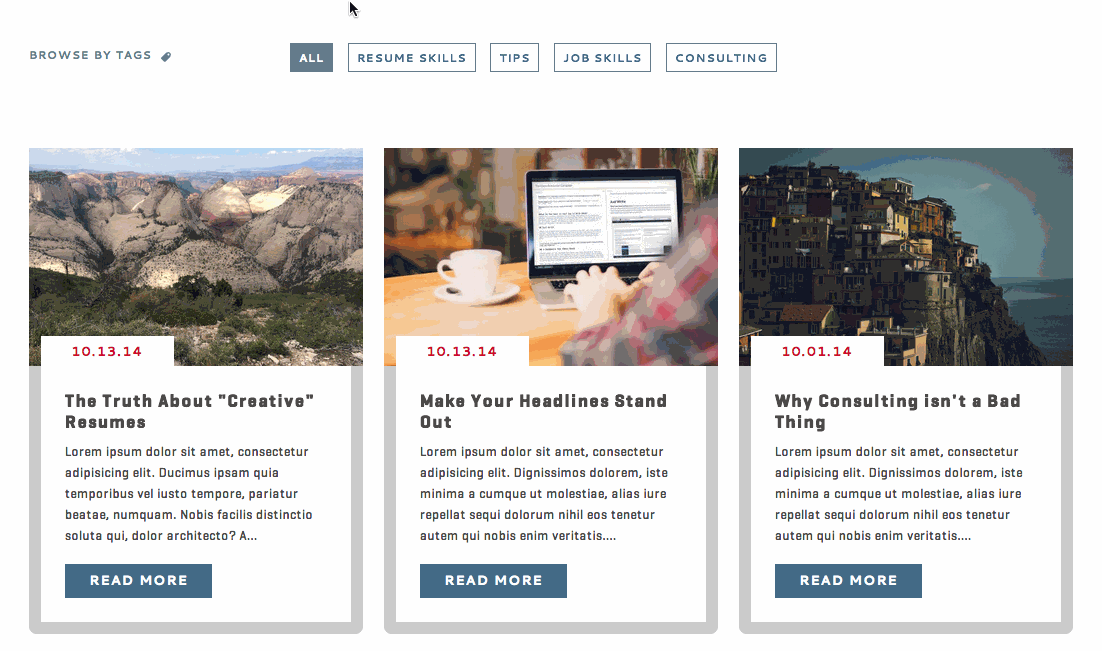 BROWSE BY TAGS
ALL
RESUME SKILLS
TIPS
JOB SKILLS
CONSULTING
10.13.14
The Truth About "Creative"
Resumes
Lorem ipsum dolor sit amet, consectetur
adipisicing elit. Ducimus ipsam quia
temporibus vel iusto tempore, pariatur
beatae, numquam. Nobis facilis distinctio
soluta qui, dolor architecto? A...
READ MORE
10.13.14
Make Your Headlines Stand
Out
Lorem ipsum dolor sit amet, consectetur
adipisicing elit. Dignissimos dolorem, iste
minima a cumque ut molestiae, alias iure
repellat sequi dolorum nihil eos tenetur
autem qui nobis enim veritatis....
READ MORE
10.01.14
Why Consulting isn't a Bad
Thing
Lorem ipsum dolor sit amet, consectetur
adipisicing elit. Dignissimos dolorem, iste
minima a cumque ut molestiae, alias iure
repellat sequi dolorum nihil eos tenetur
autem qui nobis enim veritatis....
READ MORE